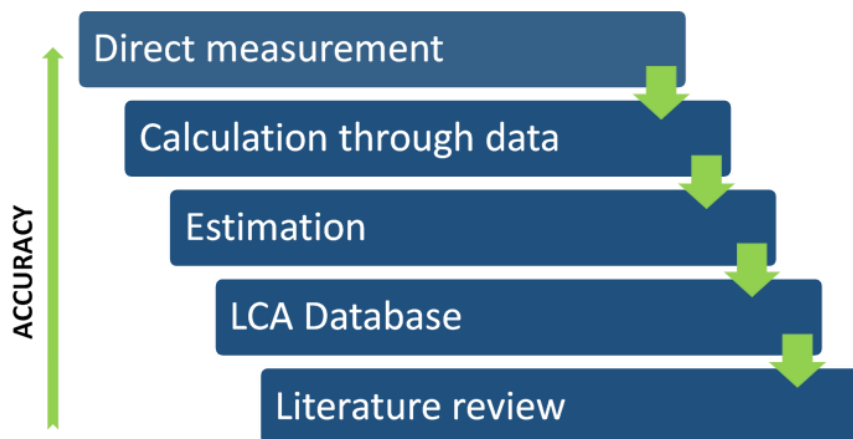 Direct measurement
Calculation through data
Estimation
LCA Database
Literature review
ACCURACY